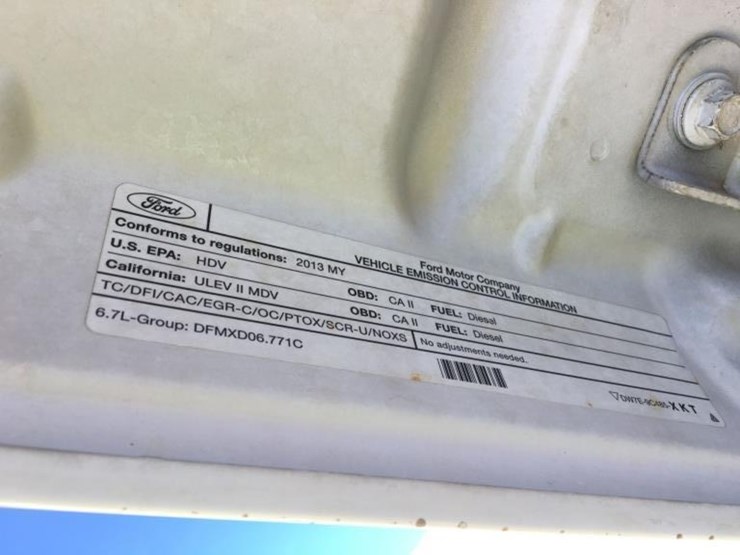 Ford
Ford Motor Company
VEHICLE EMISSION CONTROL INFORMATION
Conforms to regulations: 2013 MY
U.S. EPA: HDV OBD: CA II FUEL: Diesel
California: ULEV II MDV OBD: CA II FUEL: Diesel
TC/DFI/CAC/EGR-C/OC/PTOX/SCR-U/NOXS No adjustments needed.
6.7L-Group: DFMXD06.771C
XKT